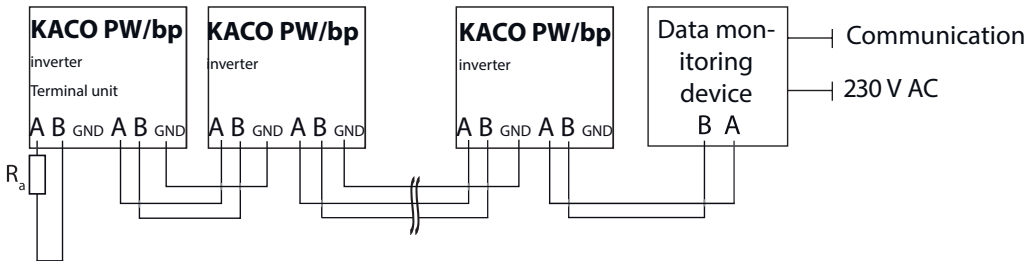 KACO PW/bp
inverter
Terminal unit
A B GND A B GND
KACO PW/bp
inverter
A B GND A B GND
KACO PW/bp
inverter
A B GND A B GND
Data mon-
itoring
device
B A
Communication
230 V AC
Ra